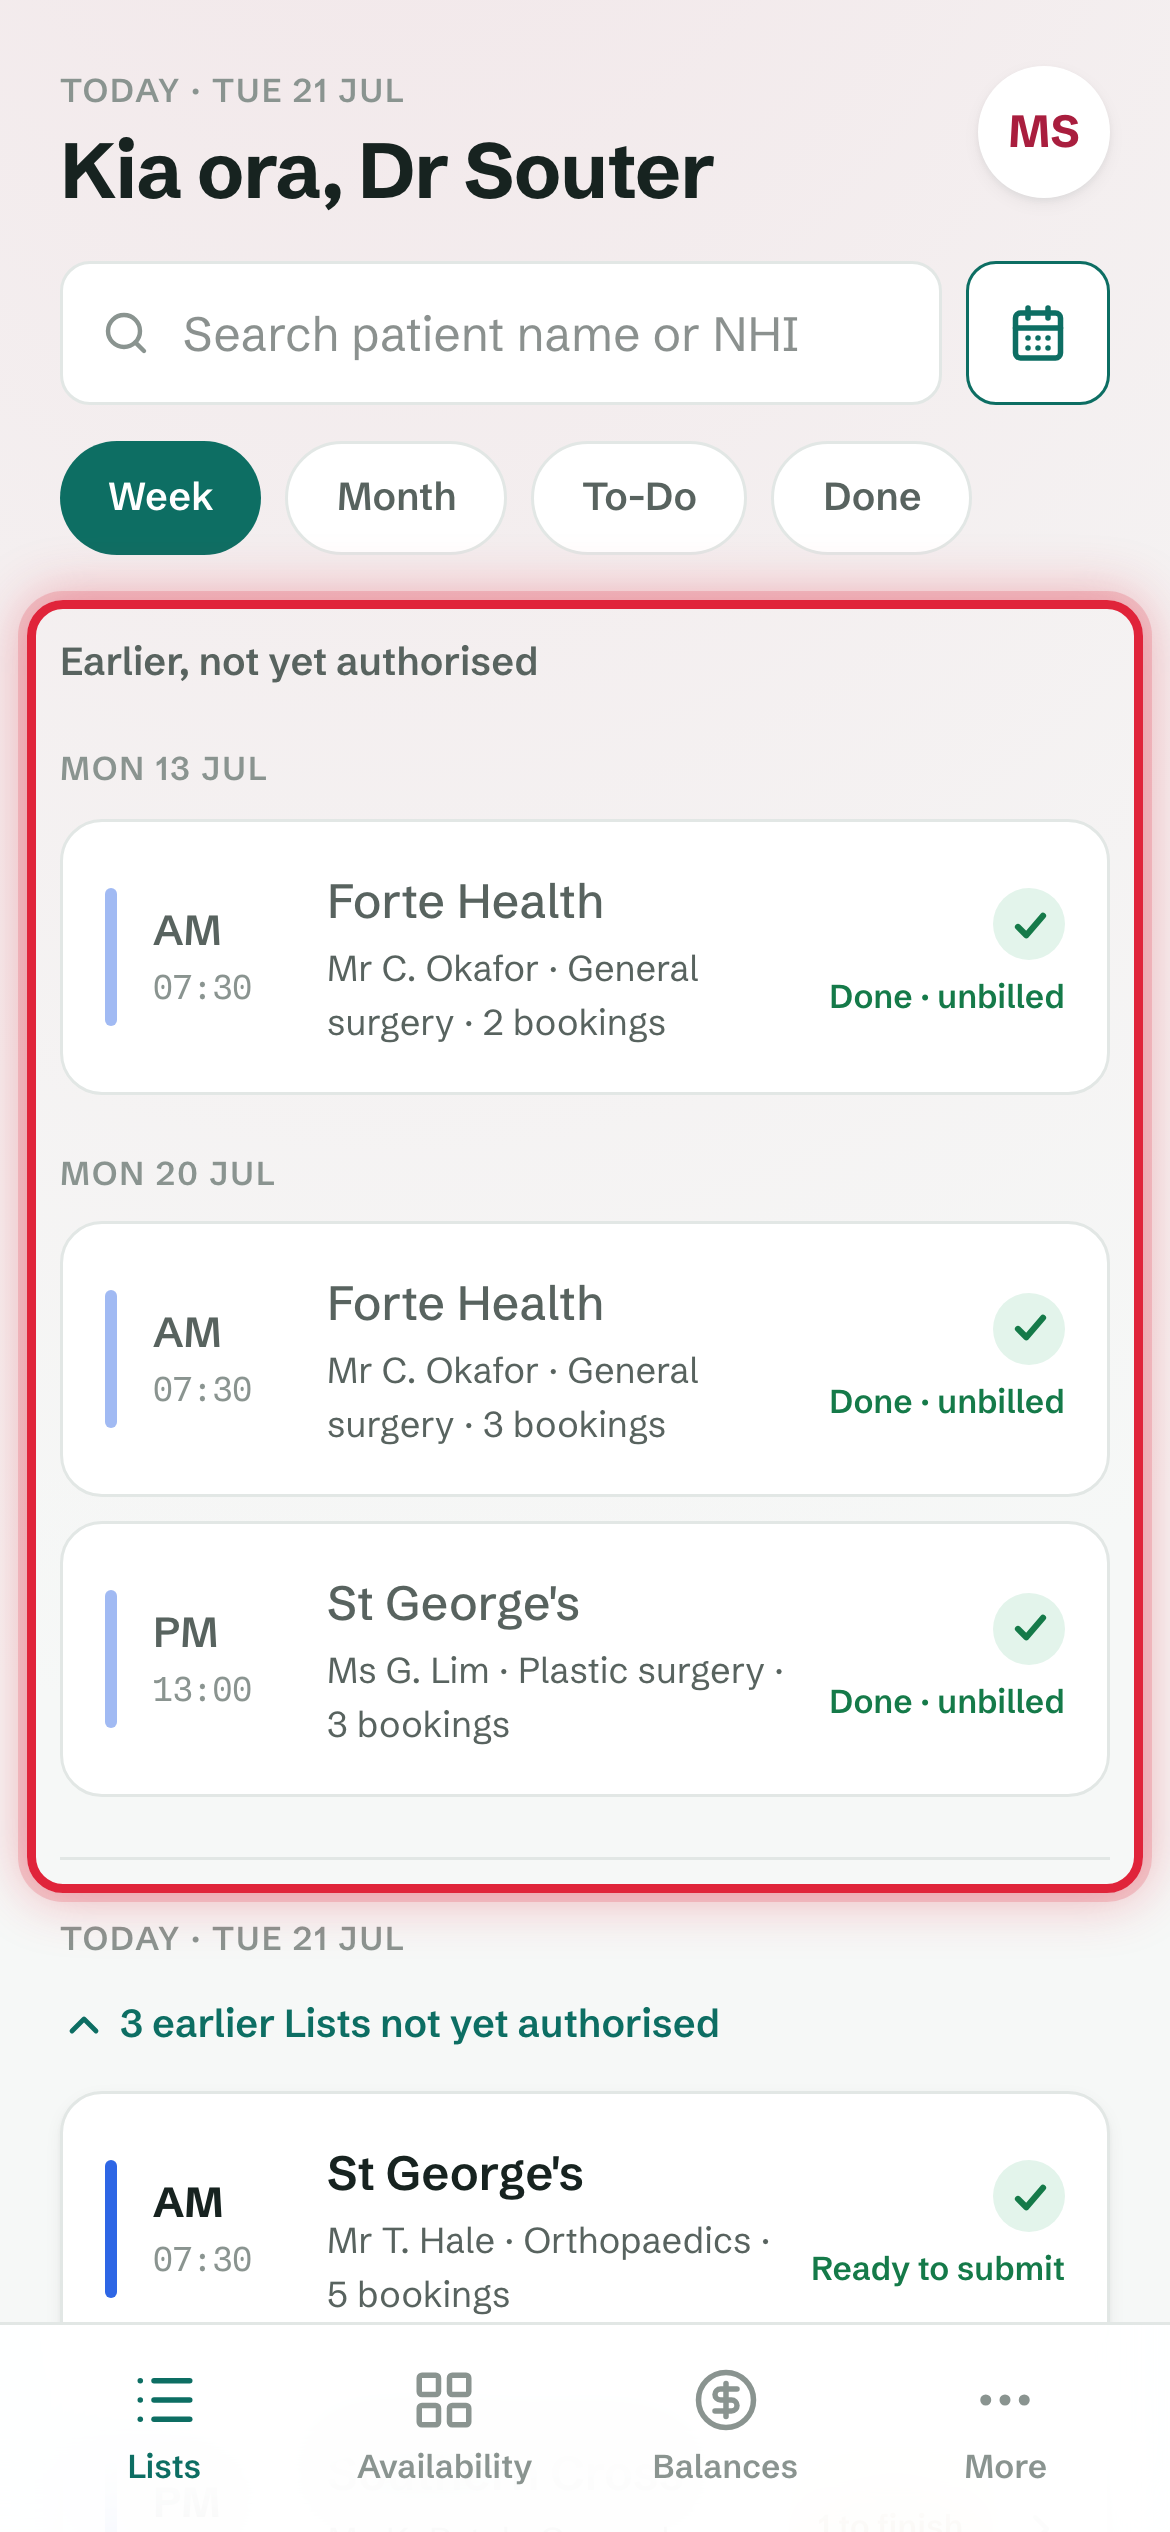 TODAY · TUE 21 JUL
MS
Kia ora, Dr Souter
Search patient name or NHI
Week
Month
To-Do
Done
Earlier, not yet authorised
MON 13 JUL
AM
07:30
Forte Health
Mr C. Okafor · General
surgery · 2 bookings
Done · unbilled
MON 20 JUL
AM
07:30
Forte Health
Mr C. Okafor · General
surgery · 3 bookings
Done · unbilled
PM
13:00
St George's
Ms G. Lim · Plastic surgery ·
3 bookings
Done · unbilled
TODAY · TUE 21 JUL
3 earlier Lists not yet authorised
AM
07:30
St George's
Mr T. Hale · Orthopaedics ·
5 bookings
Ready to submit
Lists
Availability
Balances
More
PM
1 to finish